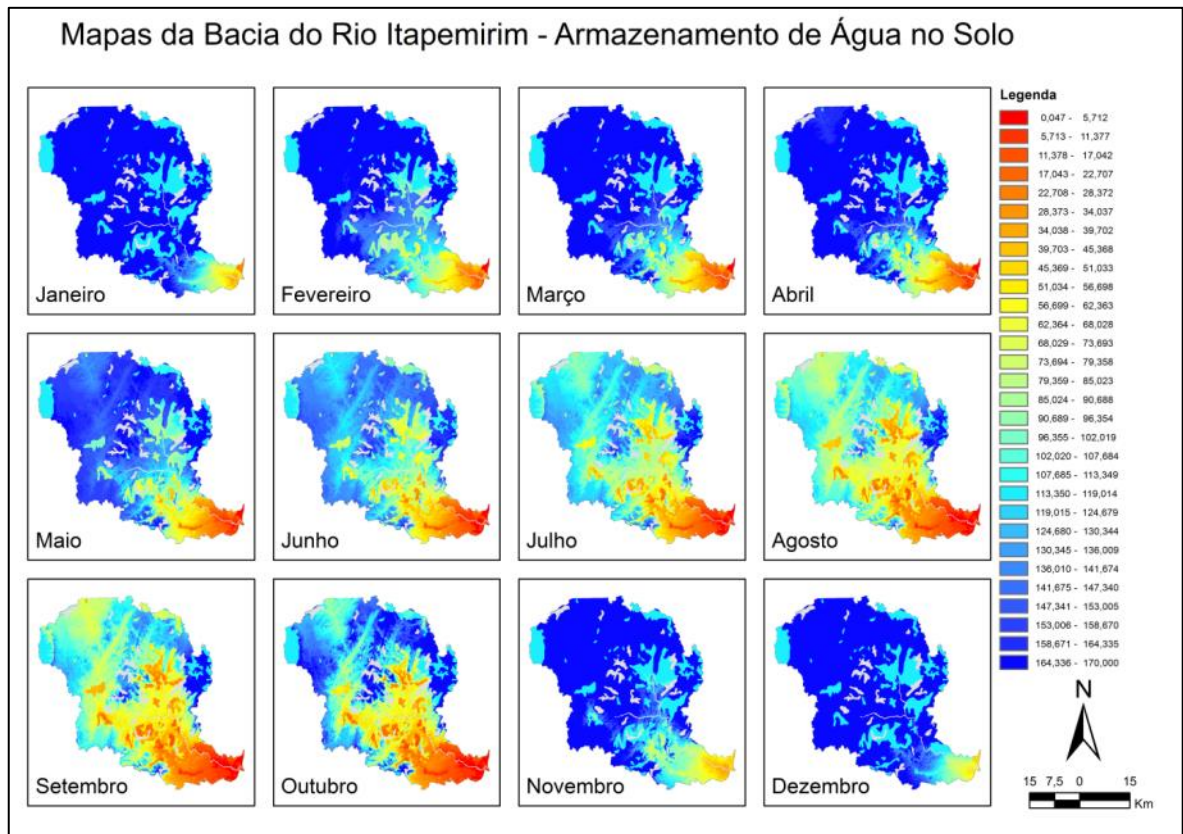 Mapas da Bacia do Rio Itapemirim - Armazenamento de Água no Solo
Janeiro
Fevereiro
Março
Abril
Maio
Junho
Julho
Agosto
Setembro
Outubro
Novembro
Dezembro
Legenda
0,047 - 5,712
5,713 - 11,377
11,378 - 17,042
17,043 - 22,707
22,708 - 28,372
28,373 - 34,037
34,038 - 39,702
39,703 - 45,368
45,369 - 51,033
51,034 - 56,698
56,699 - 62,363
62,364 - 68,028
68,029 - 73,693
73,694 - 79,358
79,359 - 85,023
85,024 - 90,688
90,689 - 96,354
96,355 - 102,019
102,020 - 107,684
107,685 - 113,349
113,350 - 119,014
119,015 - 124,679
124,680 - 130,344
130,345 - 136,009
136,010 - 141,674
141,675 - 147,340
147,341 - 153,005
153,006 - 158,670
158,671 - 164,335
164,336 - 170,000
N
15 7,5 0 15
Km